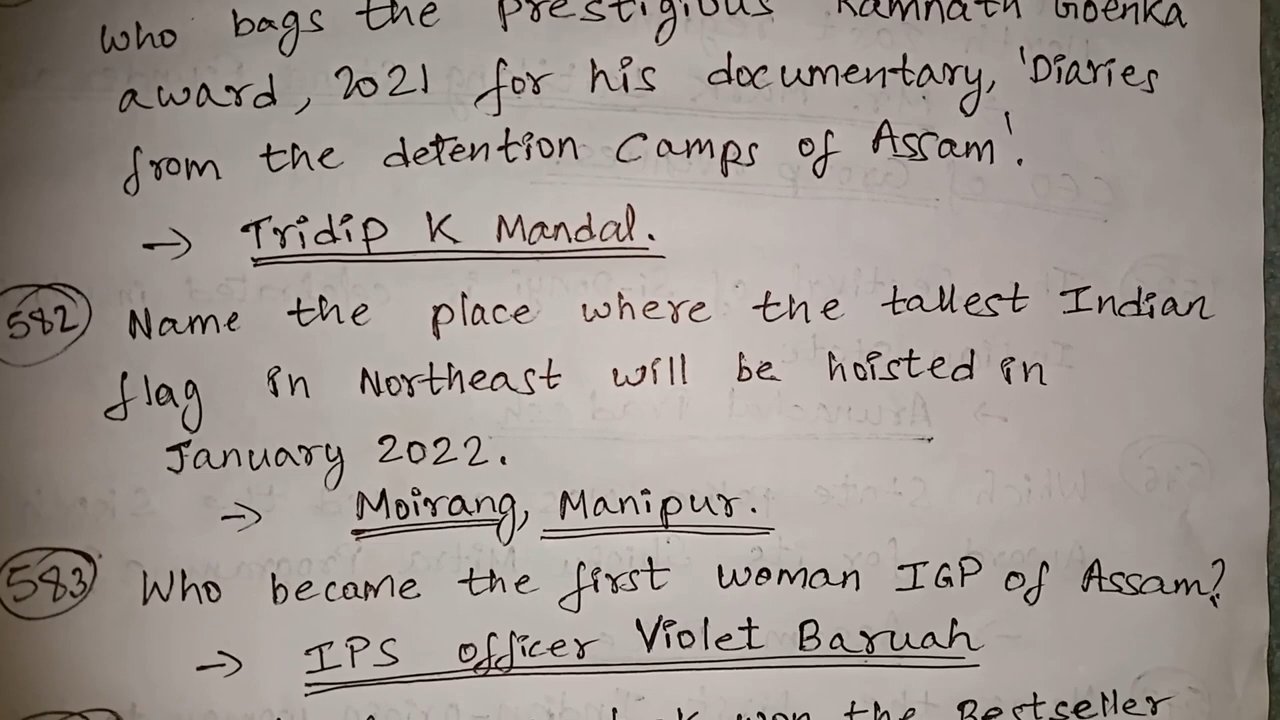 who bags the prestigious Ramnath Goenka
award, 2021 for his documentary, 'Diaries
from the detention Camps of Assam'.
→ Tridip K Mandal.
582 Name the place where the tallest Indian
flag in Northeast will be hoisted in
January 2022.
→ Moirang, Manipur.
583 Who became the first woman IGP of Assam?
→ IPS officer Violet Baruah
won the Bestseller